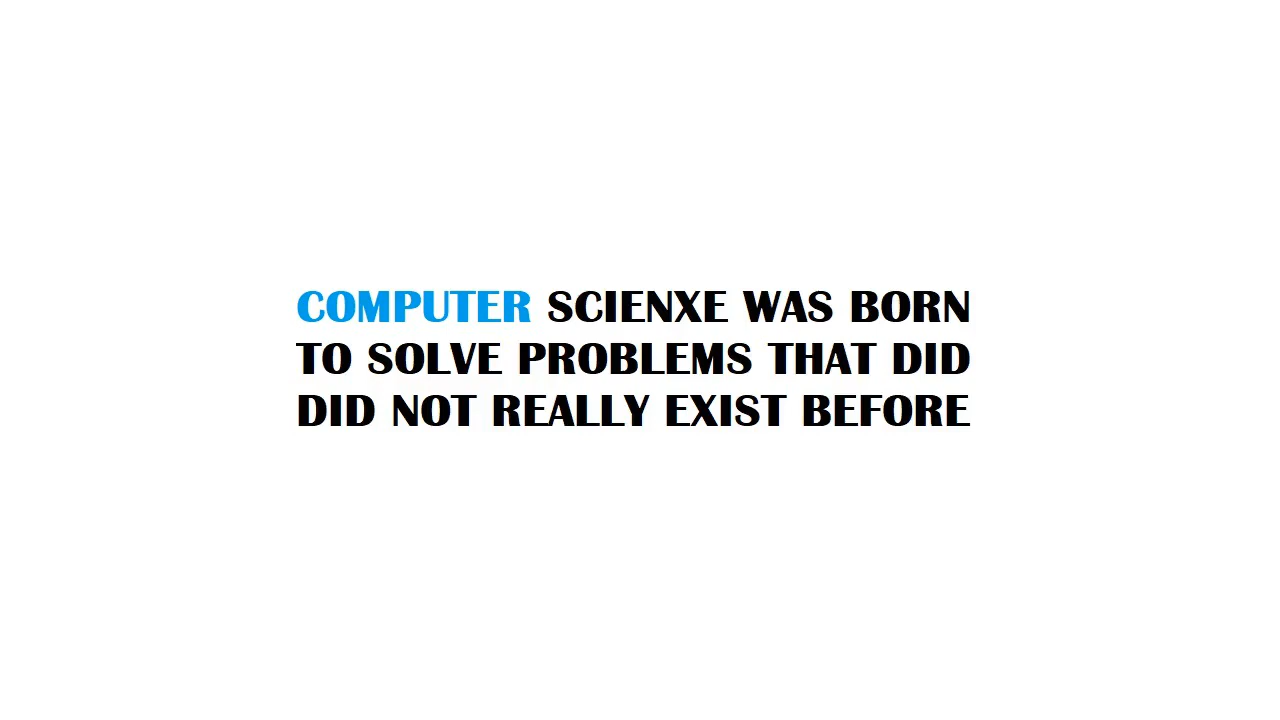 COMPUTER SCIENXE WAS BORN
TO SOLVE PROBLEMS THAT DID
DID NOT REALLY EXIST BEFORE